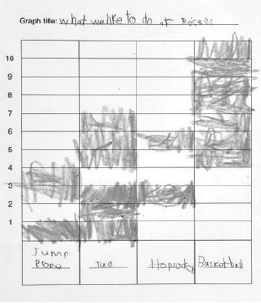 Graph title: what we like to do at recess
10
9
8
7
6
5
4
3
2
1
Jump
Rope
Tag
Hopscotch
Basketball